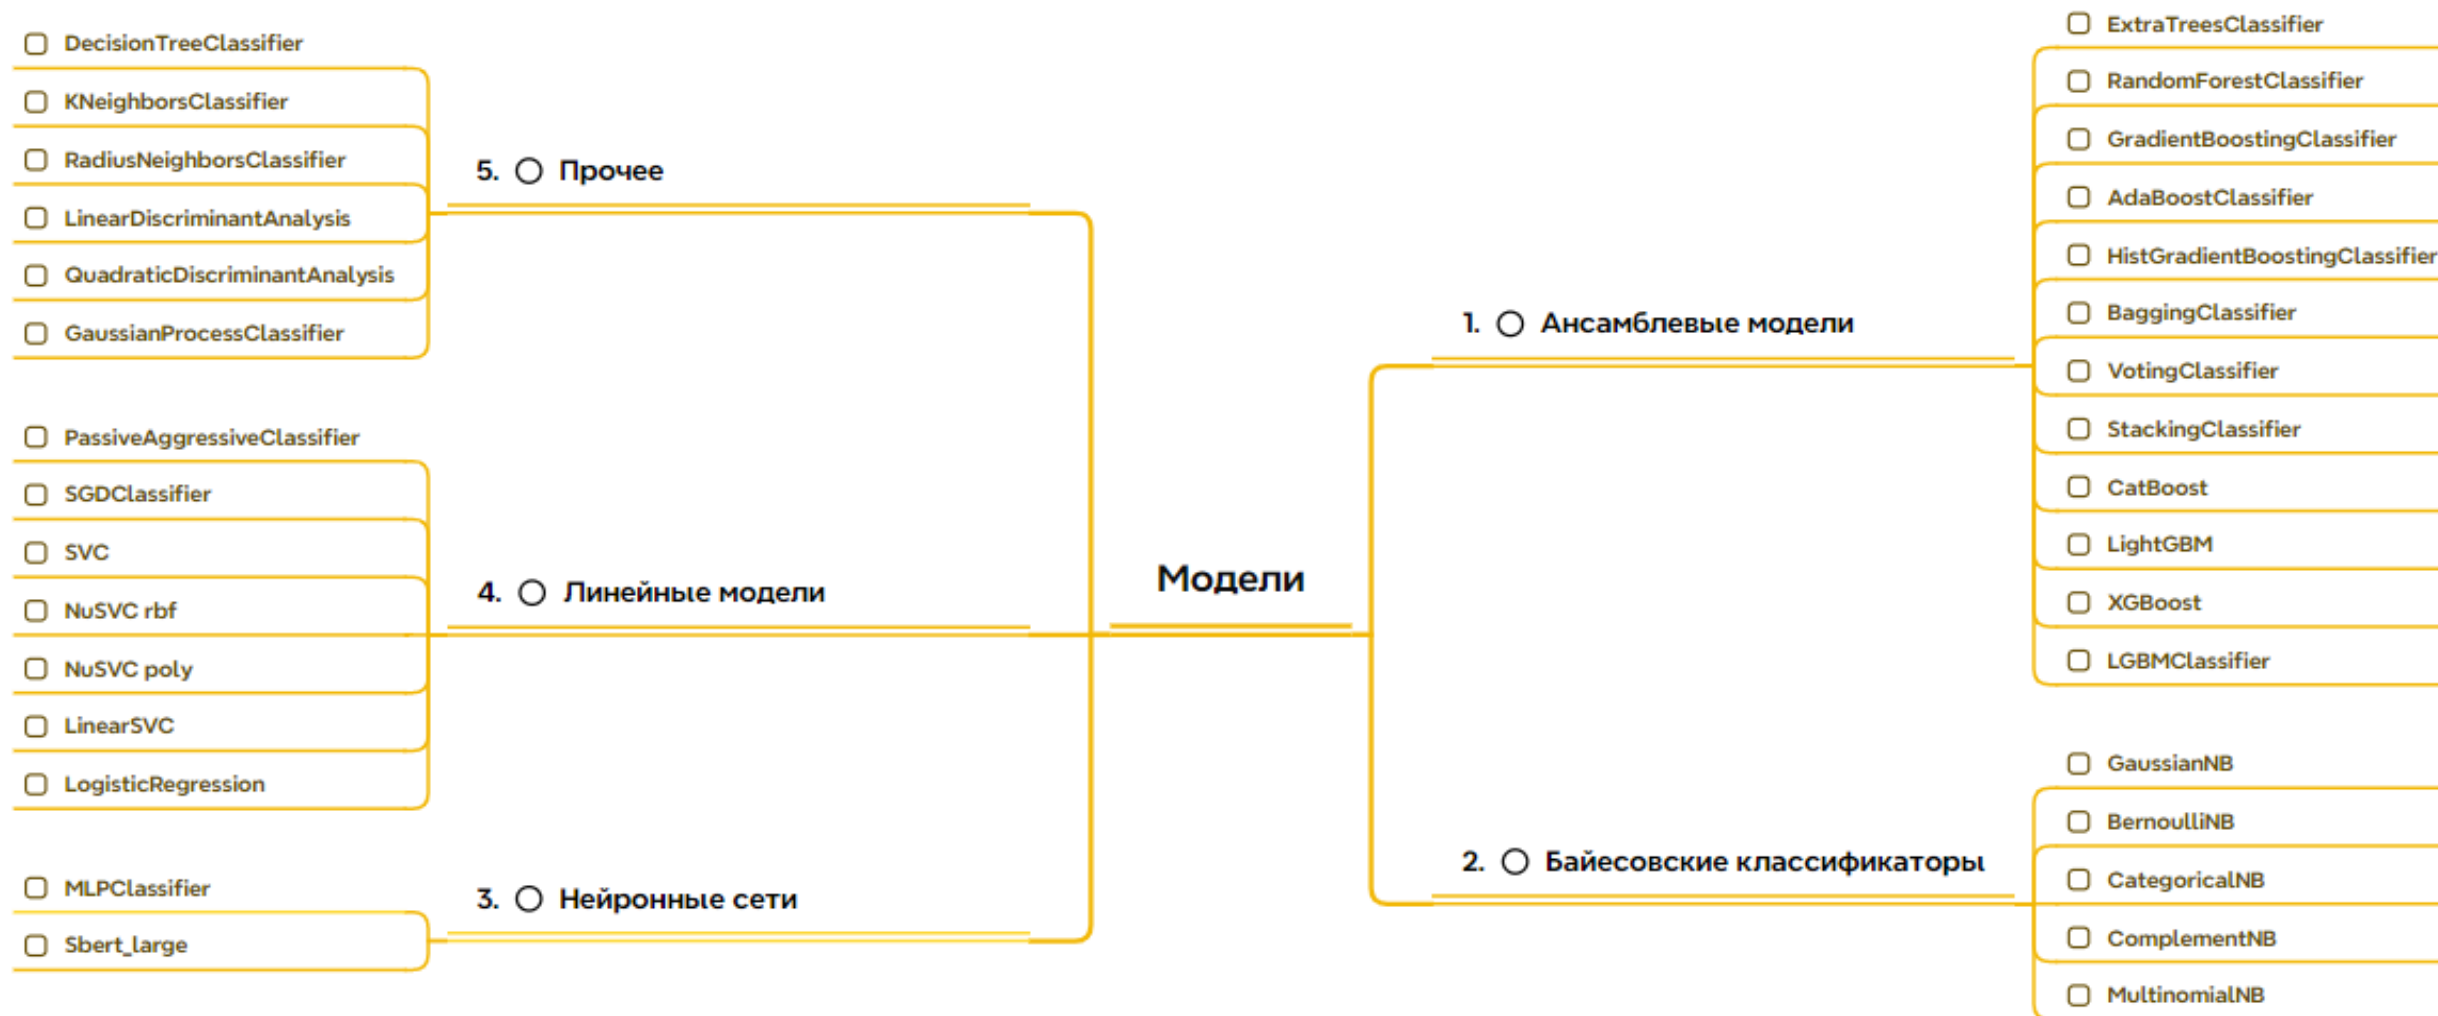 Модели
1. Ансамблевые модели
ExtraTreesClassifier
RandomForestClassifier
GradientBoostingClassifier
AdaBoostClassifier
HistGradientBoostingClassifier
BaggingClassifier
VotingClassifier
StackingClassifier
CatBoost
LightGBM
XGBoost
LGBMClassifier
2. Байесовские классификаторы
GaussianNB
BernoulliNB
CategoricalNB
ComplementNB
MultinomialNB
3. Нейронные сети
MLPClassifier
Sbert_large
4. Линейные модели
PassiveAggressiveClassifier
SGDClassifier
SVC
NuSVC rbf
NuSVC poly
LinearSVC
LogisticRegression
5. Прочее
DecisionTreeClassifier
KNeighborsClassifier
RadiusNeighborsClassifier
LinearDiscriminantAnalysis
QuadraticDiscriminantAnalysis
GaussianProcessClassifier